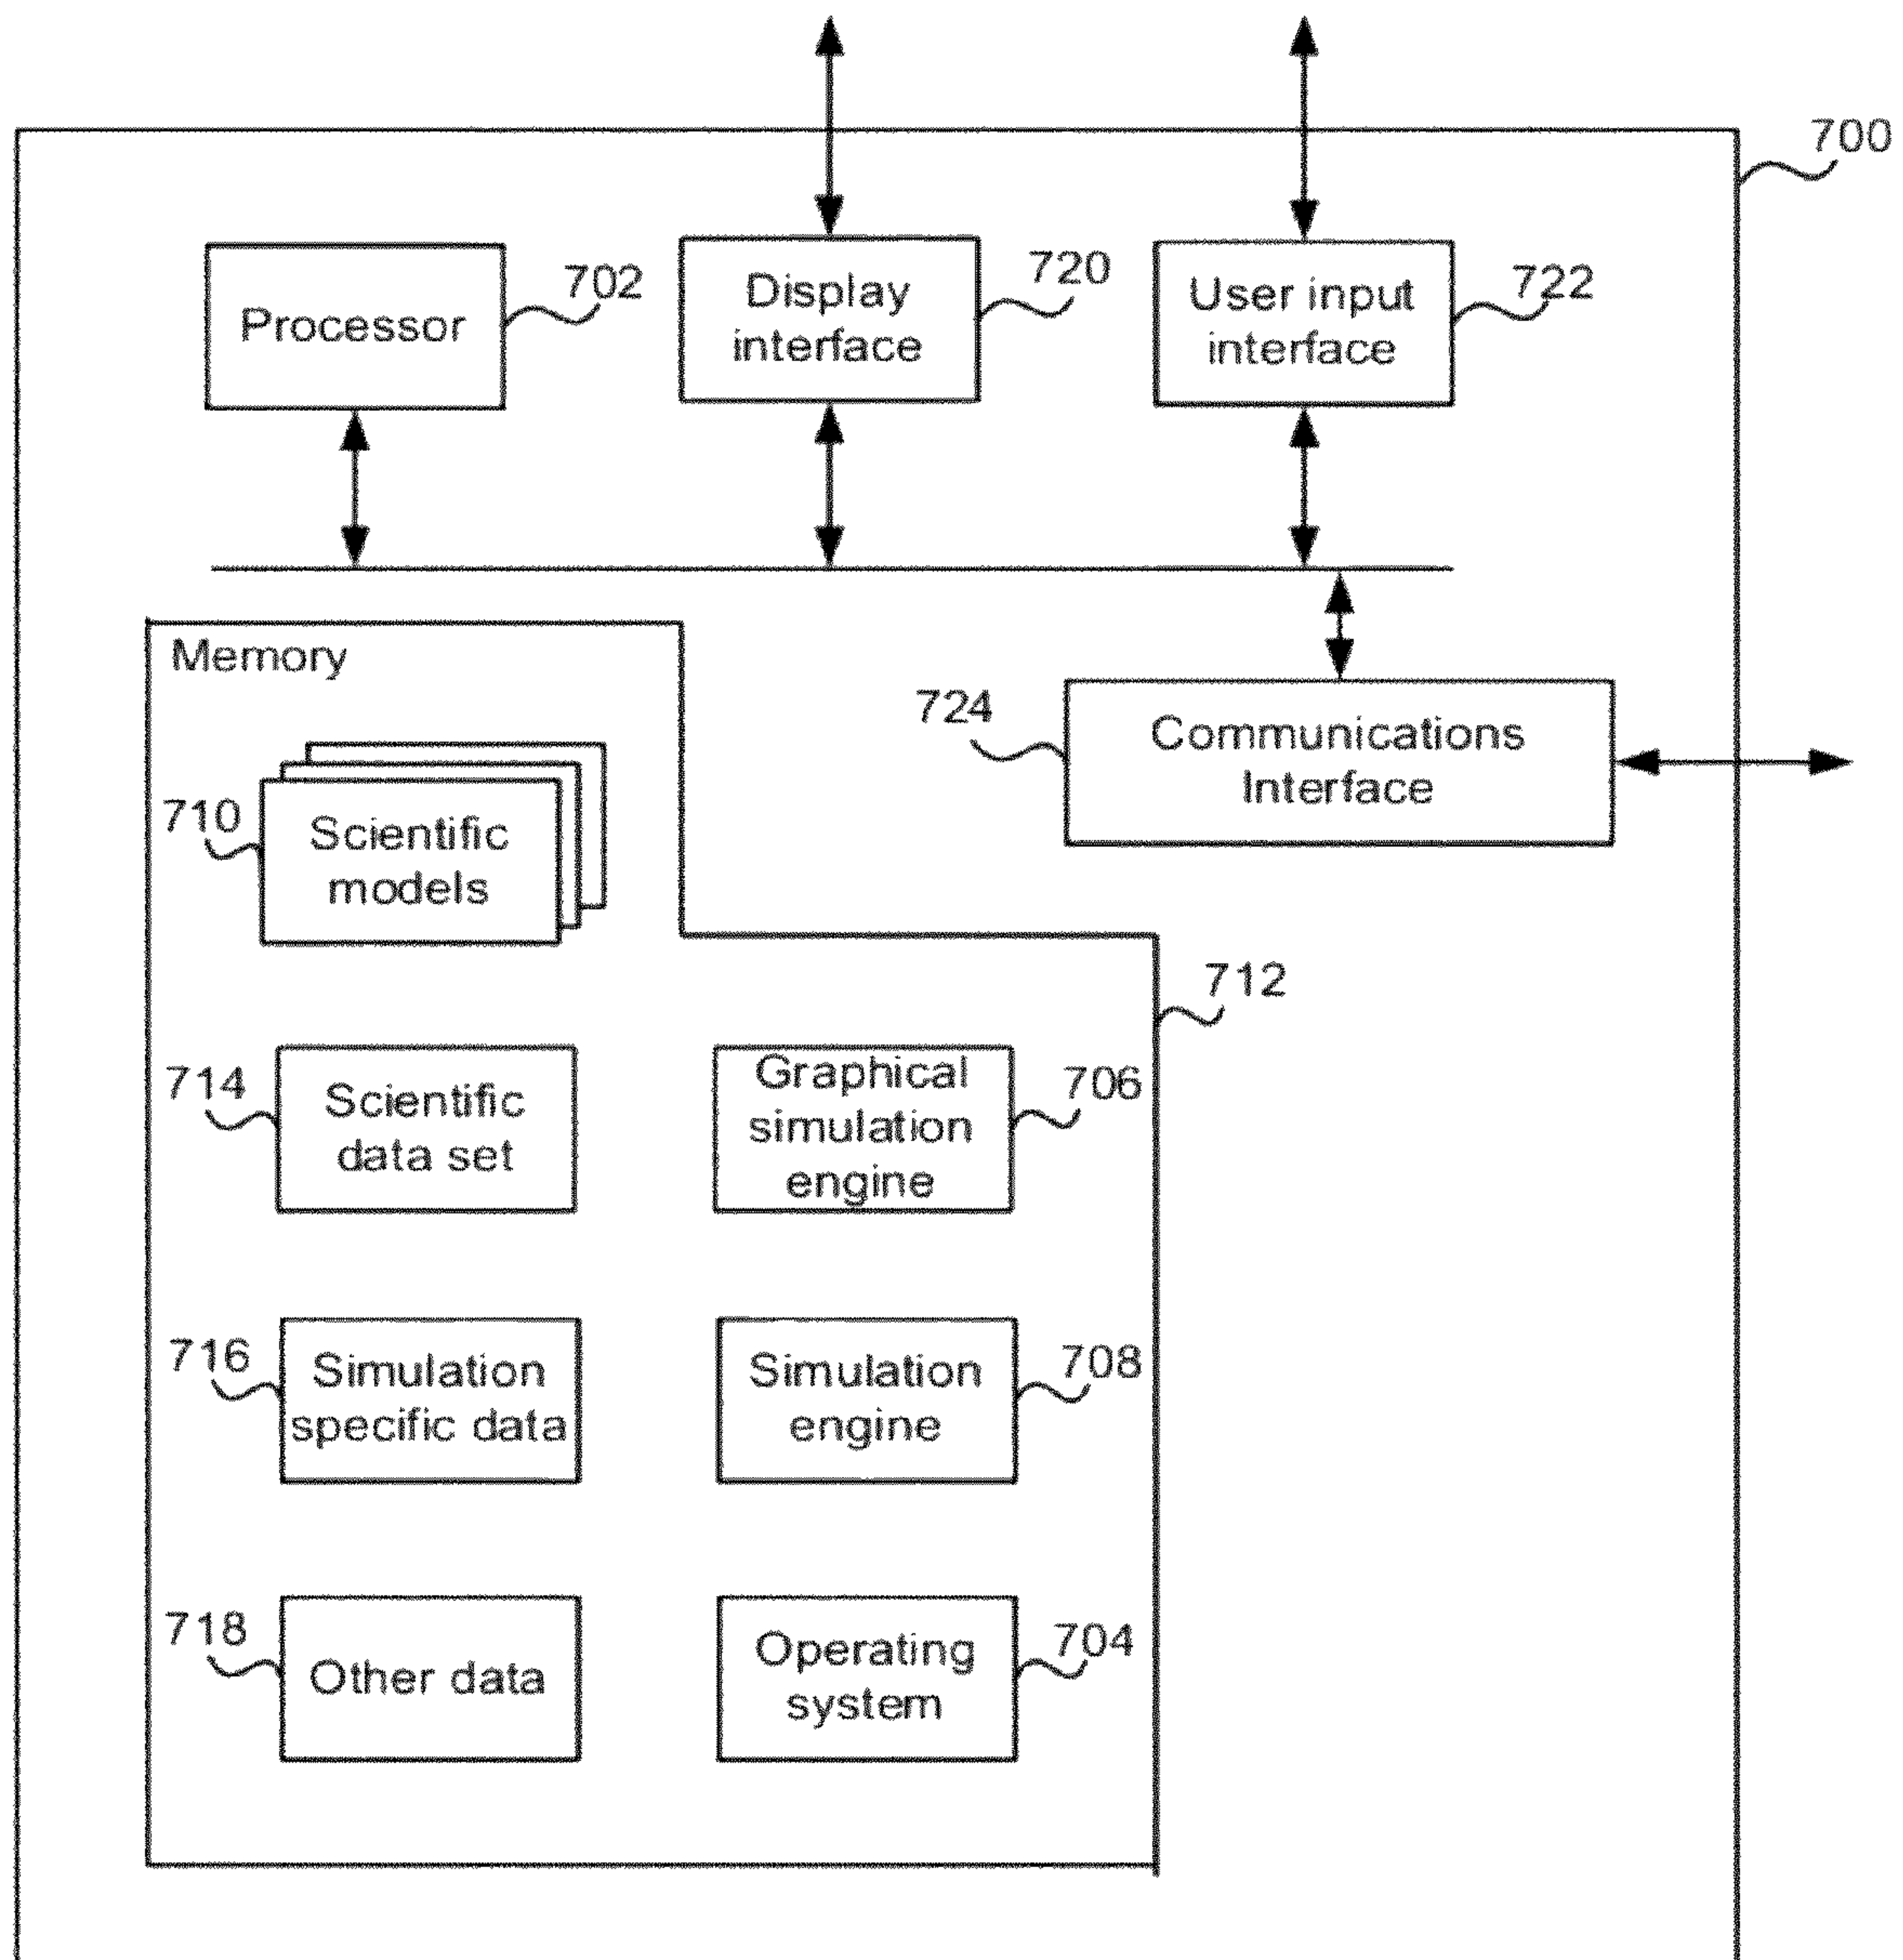 700
Processor
702
Display
interface
720
User input
interface
722
Memory
724
Communications
Interface
710
Scientific
models
712
714
Scientific
data set
Graphical
simulation
engine
706
716
Simulation
specific data
Simulation
engine
708
718
Other data
Operating
system
704